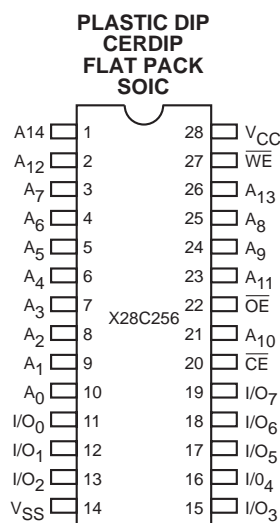 PLASTIC DIP
CERDIP
FLAT PACK
SOIC
A14 1 28 VCC
A12 2 27 WE
A7 3 26 A13
A6 4 25 A8
A5 5 24 A9
A4 6 23 A11
A3 7 22 OE
X28C256
A2 8 21 A10
A1 9 20 CE
A0 10 19 I/O7
I/O0 11 18 I/O6
I/O1 12 17 I/O5
I/O2 13 16 I/04
VSS 14 15 I/O3